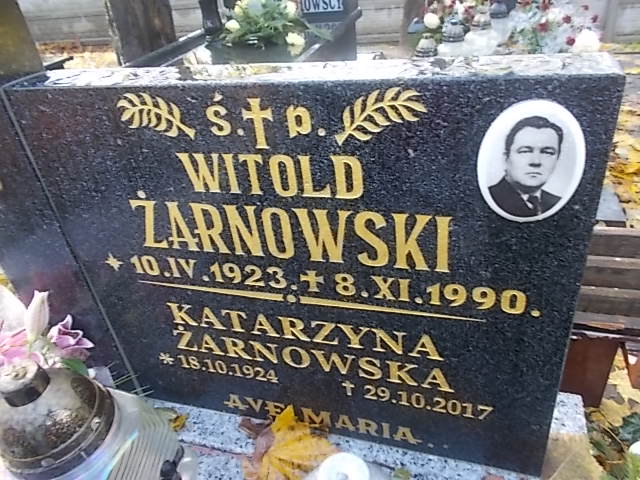 Ś. † P.
WITOLD
ŻARNOWSKI
* 10.IV.1923. † 8.XI.1990.
KATARZYNA
ŻARNOWSKA
* 18.10.1924 † 29.10.2017
AVE MARIA